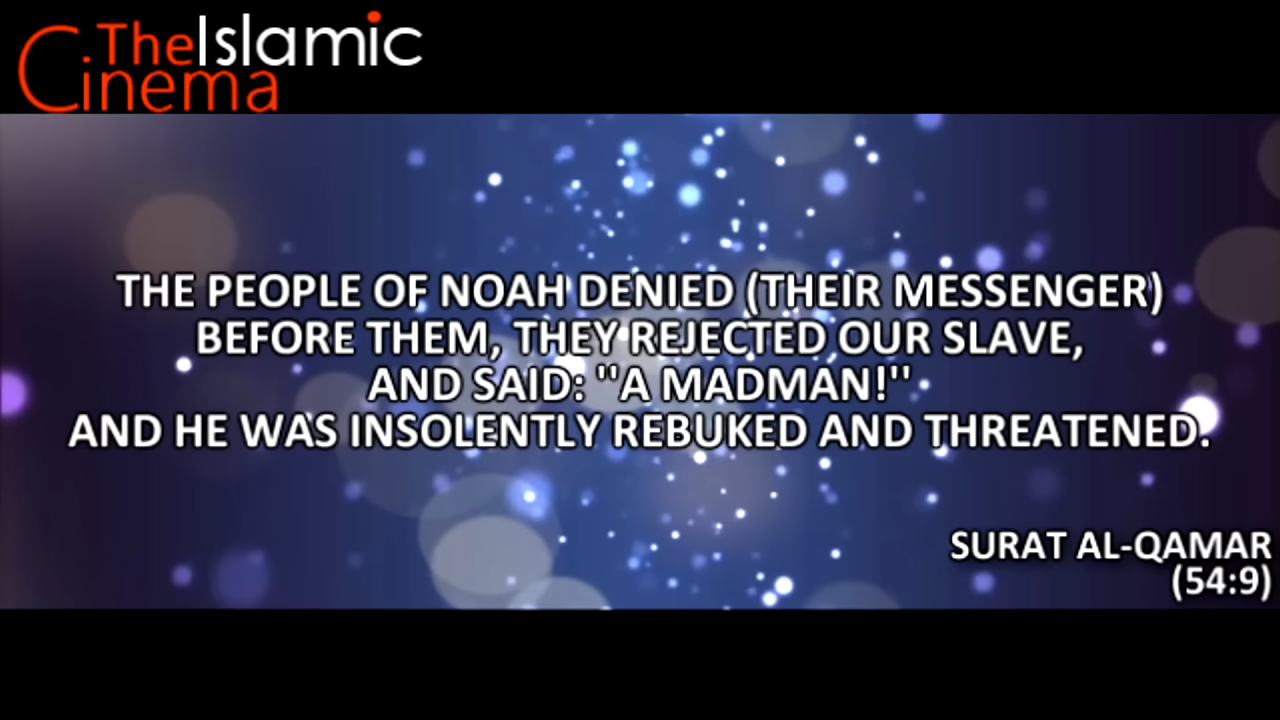 TheIslamic
Cinema
THE PEOPLE OF NOAH DENIED (THEIR MESSENGER)
BEFORE THEM, THEY REJECTED OUR SLAVE,
AND SAID: "A MADMAN!"
AND HE WAS INSOLENTLY REBUKED AND THREATENED.
SURAT AL-QAMAR
(54:9)